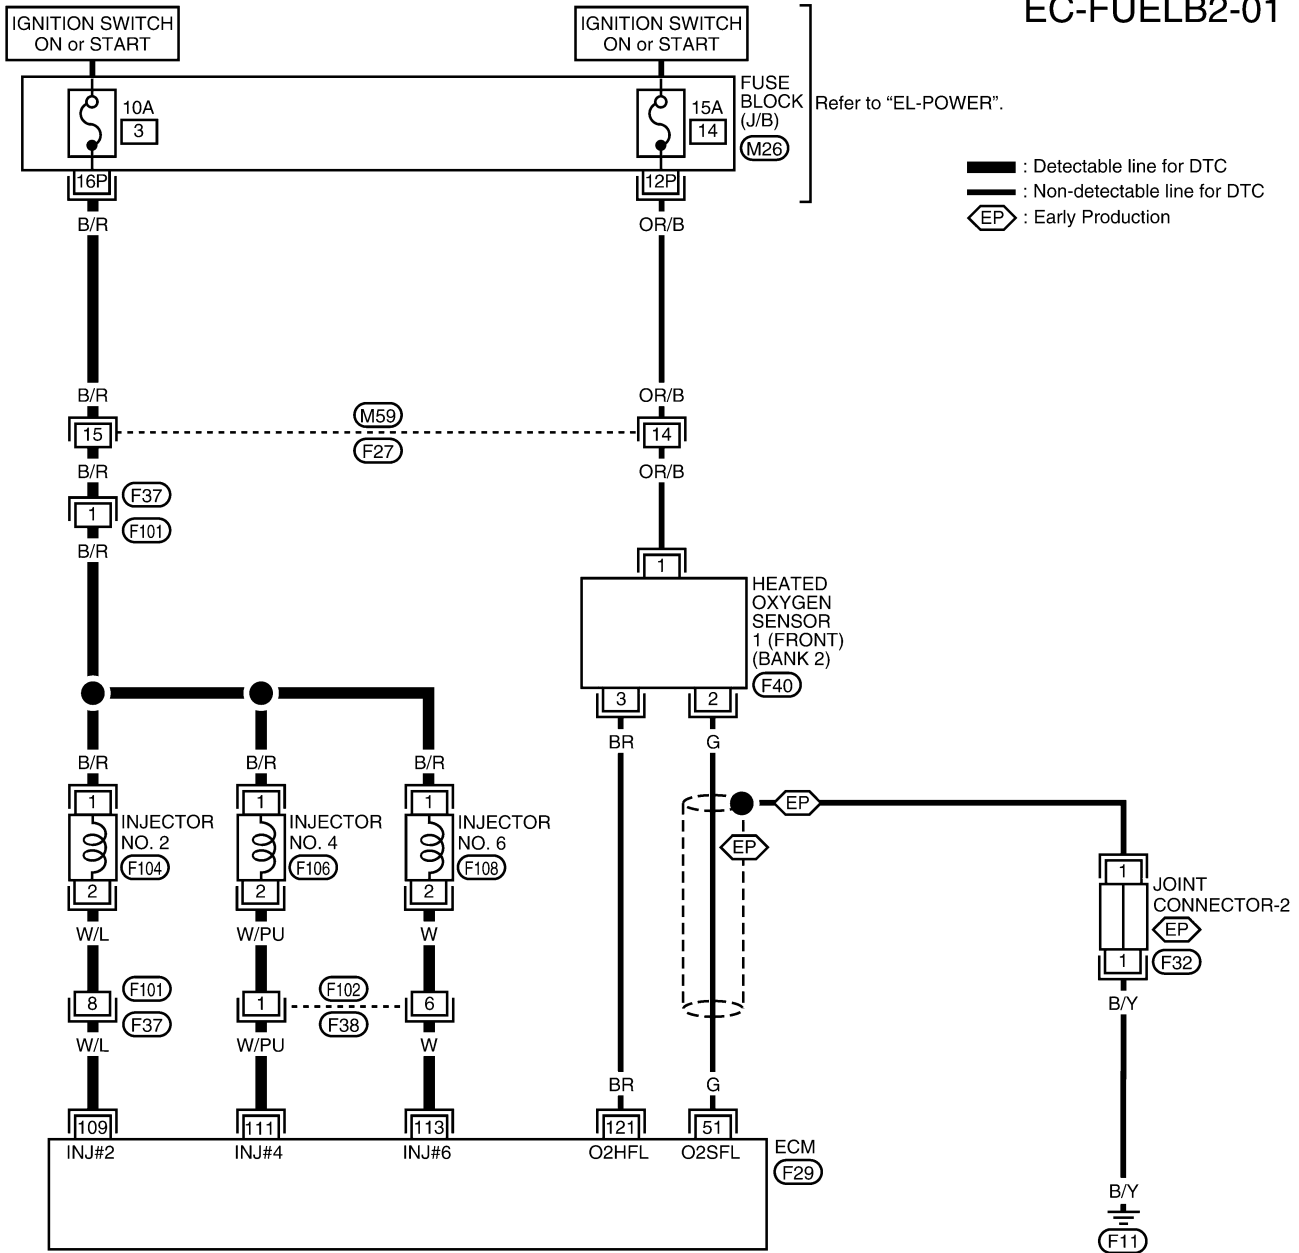 EC-FUELB2-01
IGNITION SWITCH
ON or START
IGNITION SWITCH
ON or START
10A
3
15A
14
FUSE
BLOCK
(J/B)
M26
Refer to “EL-POWER”.
: Detectable line for DTC
: Non-detectable line for DTC
EP : Early Production
16P
12P
B/R
OR/B
B/R
OR/B
15
M59
F27
14
B/R
OR/B
1
F37
F101
B/R
1
HEATED
OXYGEN
SENSOR
1 (FRONT)
(BANK 2)
F40
3
2
BR
G
B/R
B/R
B/R
1
INJECTOR
NO. 2
F104
2
1
INJECTOR
NO. 4
F106
2
1
INJECTOR
NO. 6
F108
2
EP
EP
1
JOINT
CONNECTOR-2
EP
1
F32
W/L
W/PU
W
8
F101
F37
1
F102
F38
6
B/Y
W/L
W/PU
W
BR
G
109
111
113
121
51
INJ#2
INJ#4
INJ#6
O2HFL
O2SFL
ECM
F29
B/Y
F11